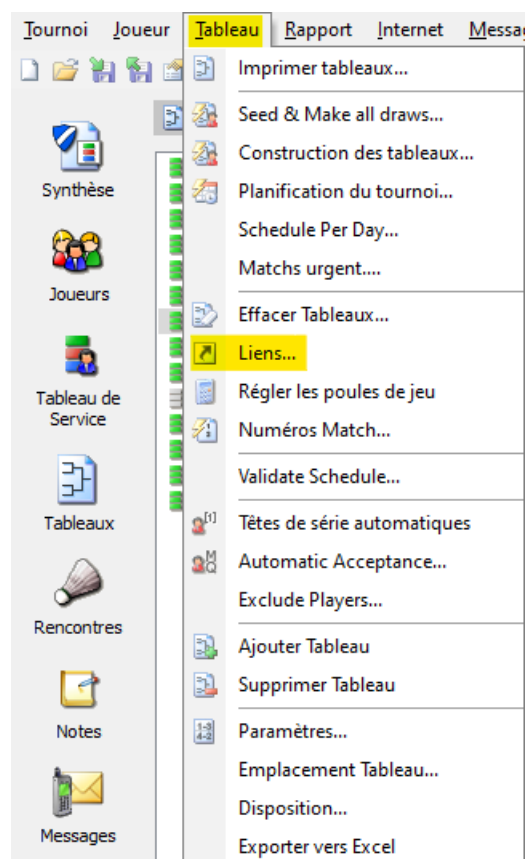 Tournoi Joueur Tableau Rapport Internet
Imprimer tableaux...
Seed & Make all draws...
Construction des tableaux...
Planification du tournoi...
Schedule Per Day...
Matchs urgent....
Effacer Tableaux...
Liens...
Régler les poules de jeu
Numéros Match...
Validate Schedule...
Têtes de série automatiques
Automatic Acceptance...
Exclude Players...
Ajouter Tableau
Supprimer Tableau
Paramètres...
Emplacement Tableau...
Disposition...
Exporter vers Excel
Synthèse
Joueurs
Tableau de
Service
Tableaux
Rencontres
Notes
Messages